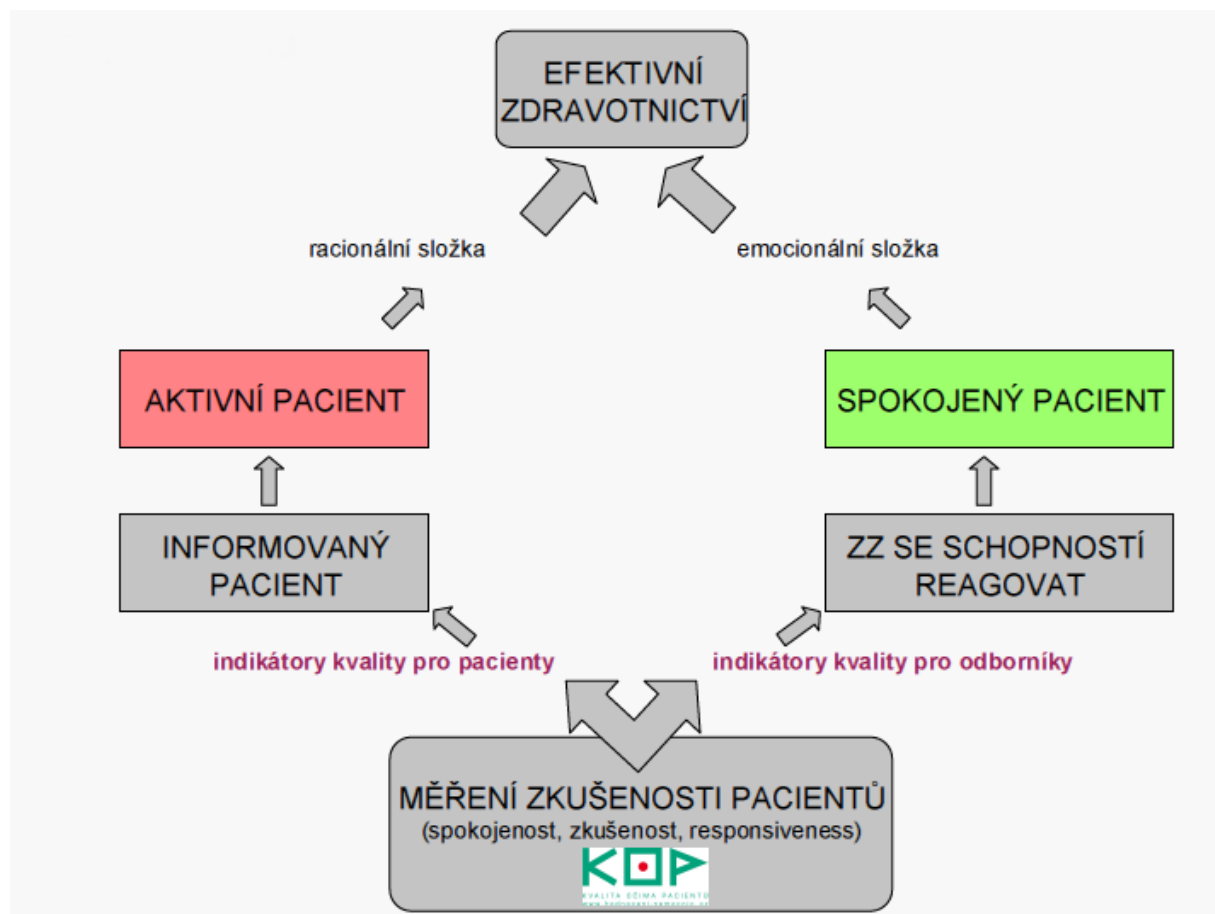 EFEKTIVNÍ
ZDRAVOTNICTVÍ
racionální složka
emocionální složka
AKTIVNÍ PACIENT
SPOKOJENÝ PACIENT
INFORMOVANÝ
PACIENT
ZZ SE SCHOPNOSTÍ
REAGOVAT
indikátory kvality pro pacienty
indikátory kvality pro odborníky
MĚŘENÍ ZKUŠENOSTI PACIENTŮ
(spokojenost, zkušenost, responsiveness)
KOP
KVALITA OČIMA PACIENTŮ